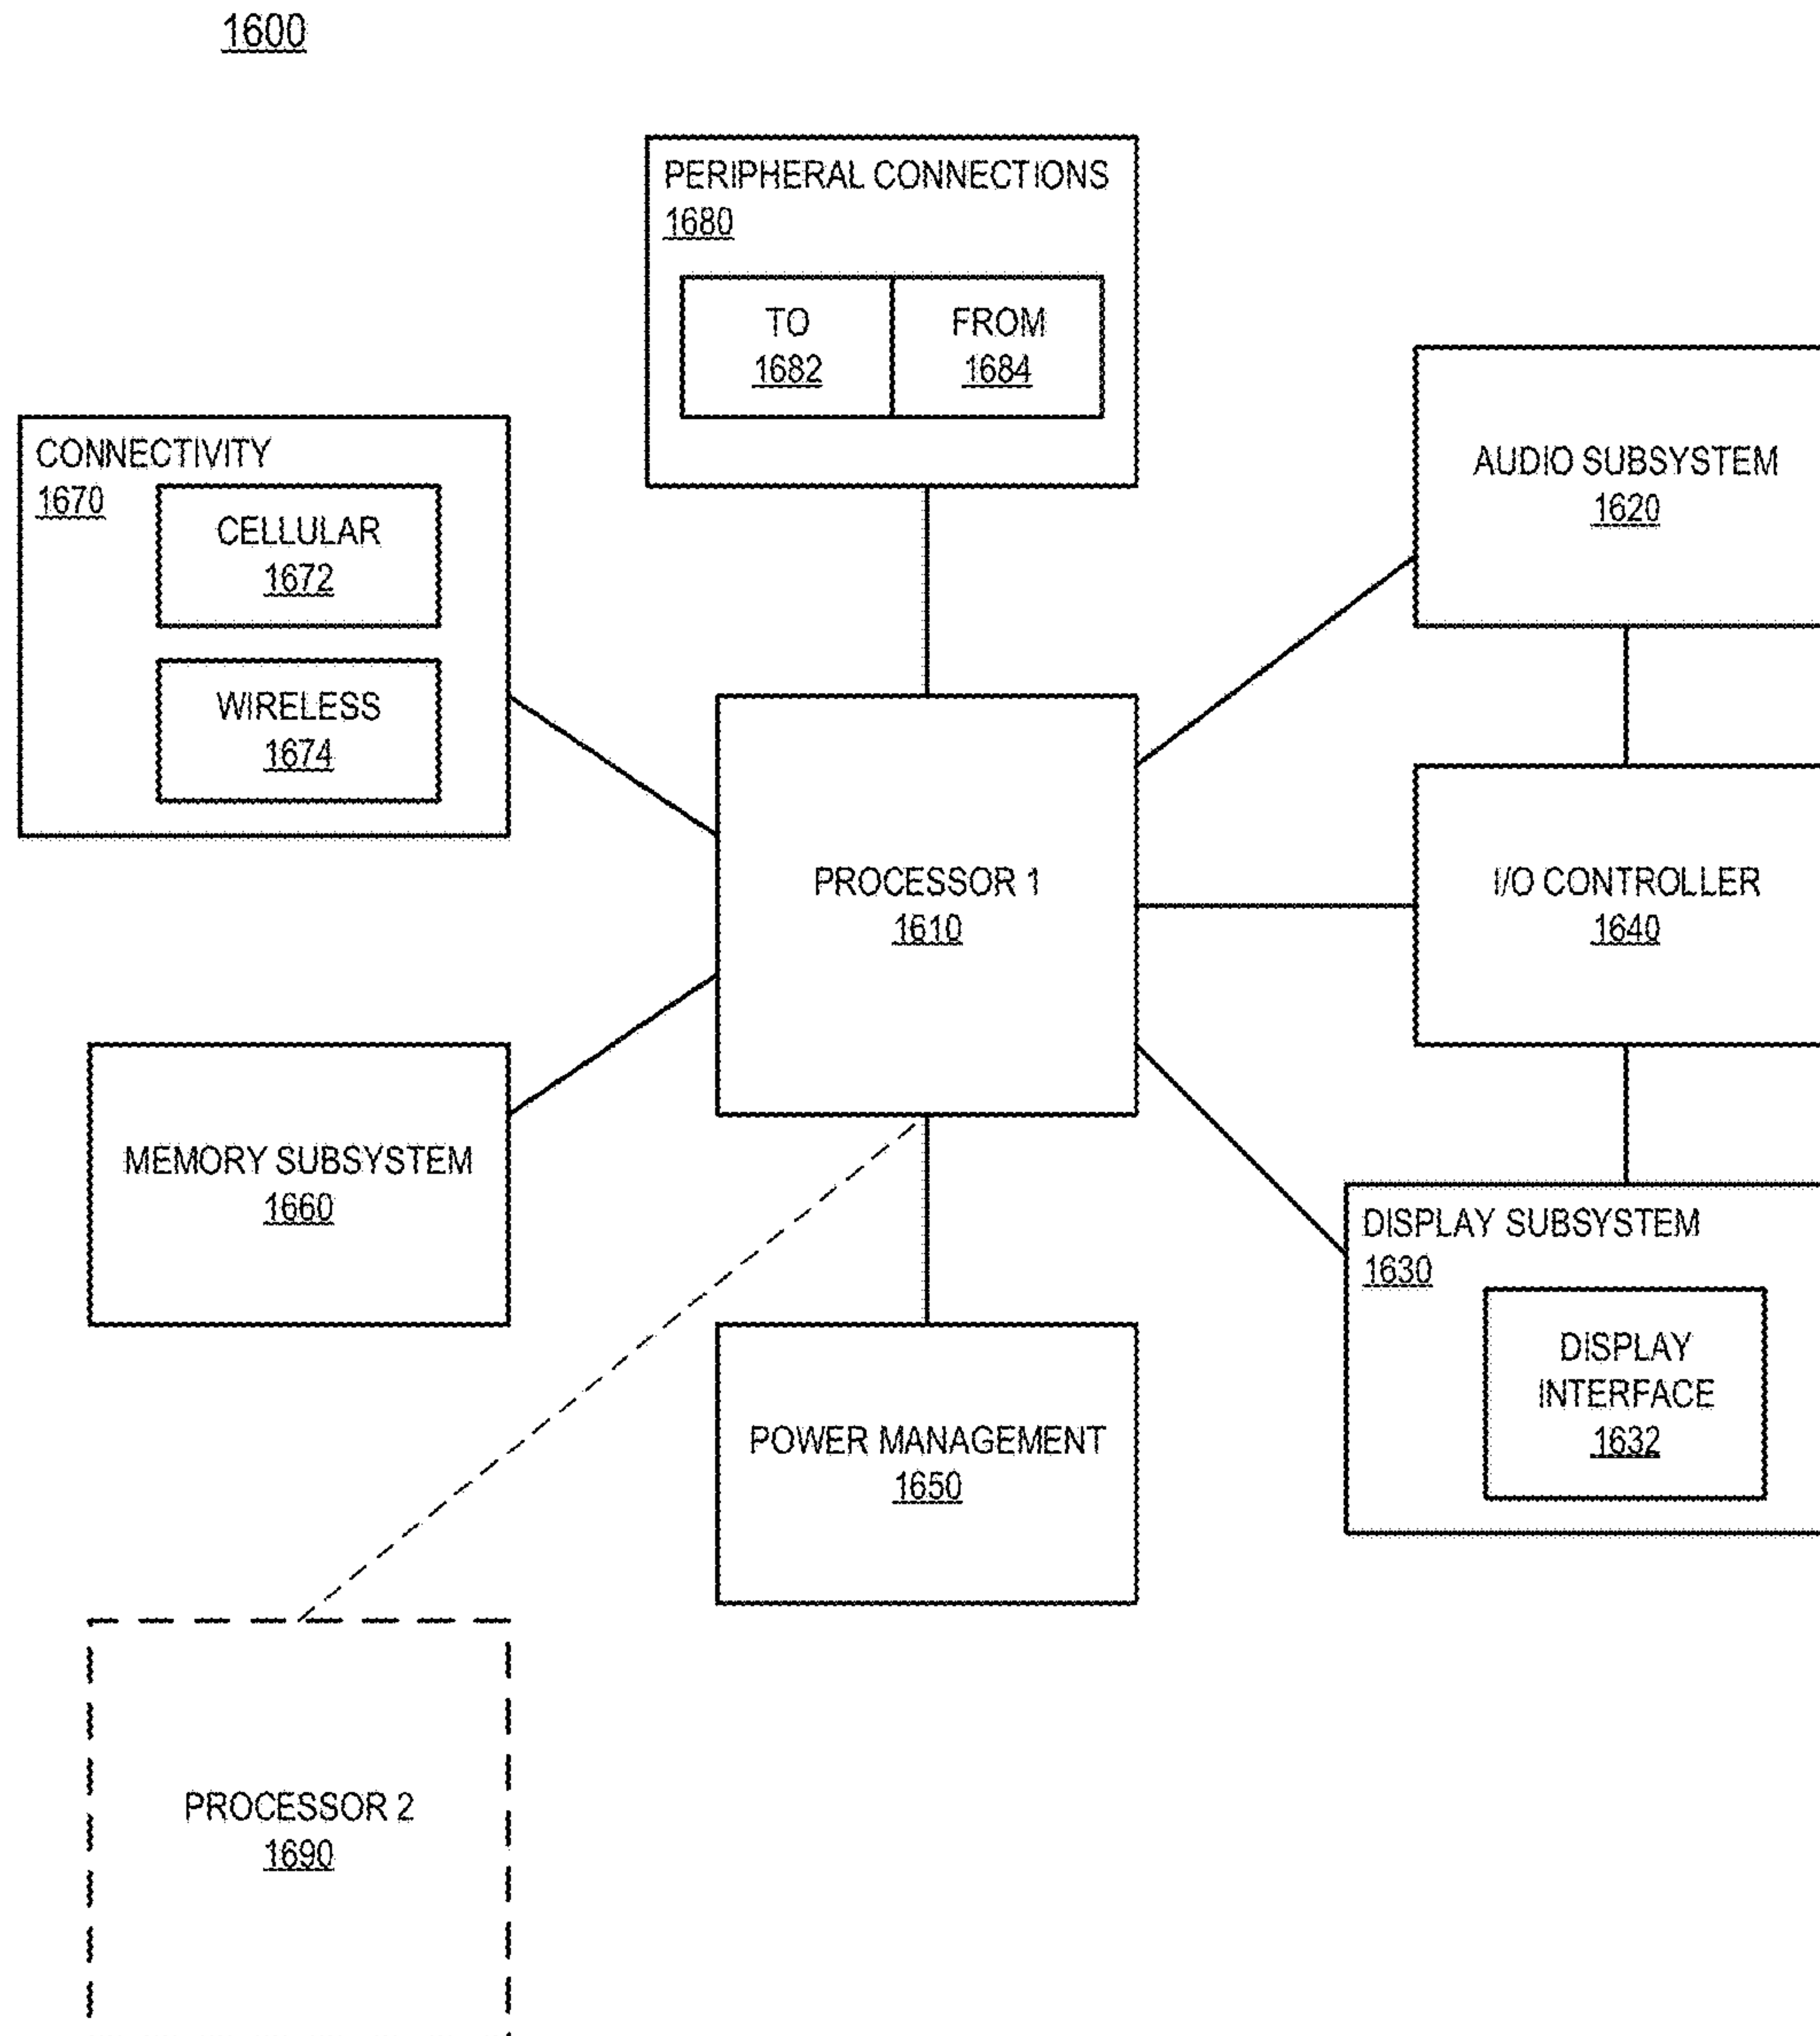 1600
PERIPHERAL CONNECTIONS
1680
TO
1682
FROM
1684
CONNECTIVITY
1670
CELLULAR
1672
WIRELESS
1674
AUDIO SUBSYSTEM
1620
PROCESSOR 1
1610
I/O CONTROLLER
1640
MEMORY SUBSYSTEM
1660
DISPLAY SUBSYSTEM
1630
DISPLAY
INTERFACE
1632
POWER MANAGEMENT
1650
PROCESSOR 2
1690